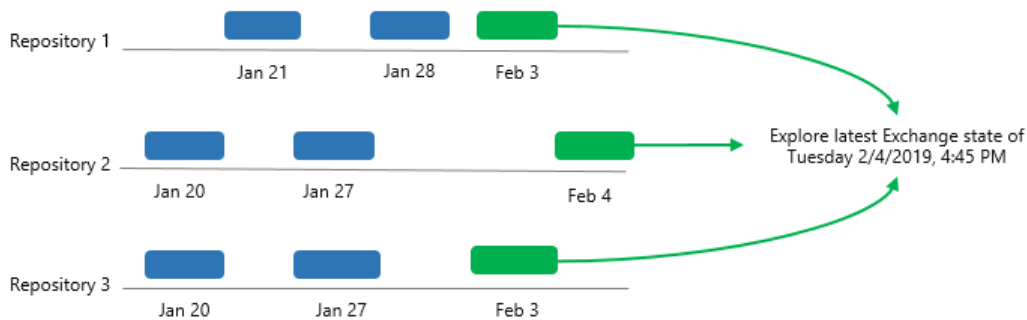 Repository 1
Jan 21
Jan 28
Feb 3
Explore latest Exchange state of
Tuesday 2/4/2019, 4:45 PM
Repository 2
Jan 20
Jan 27
Feb 4
Repository 3
Jan 20
Jan 27
Feb 3